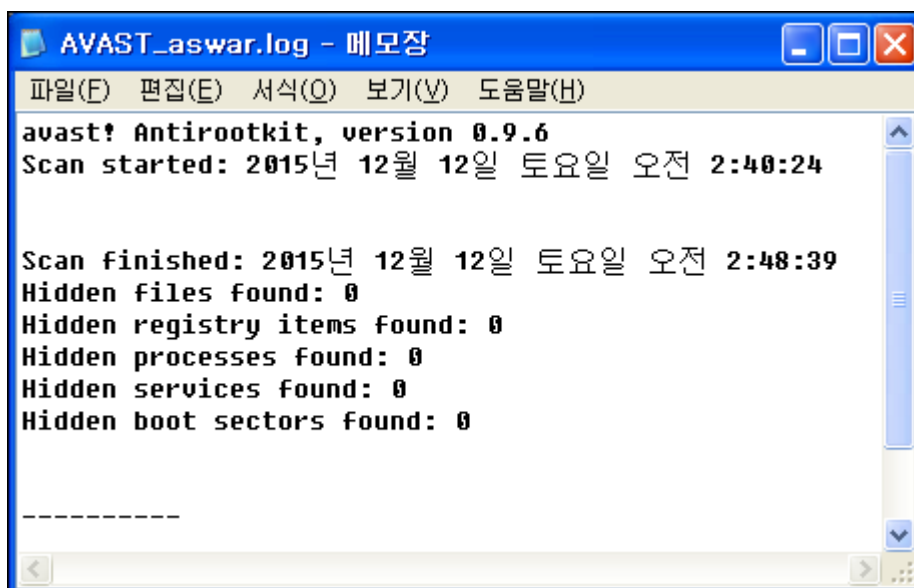 AVAST_aswar.log - 메모장
파일(F) 편집(E) 서식(O) 보기(V) 도움말(H)
avast! Antirootkit, version 0.9.6
Scan started: 2015년 12월 12일 토요일 오전 2:40:24
Scan finished: 2015년 12월 12일 토요일 오전 2:48:39
Hidden files found: 0
Hidden registry items found: 0
Hidden processes found: 0
Hidden services found: 0
Hidden boot sectors found: 0
----------